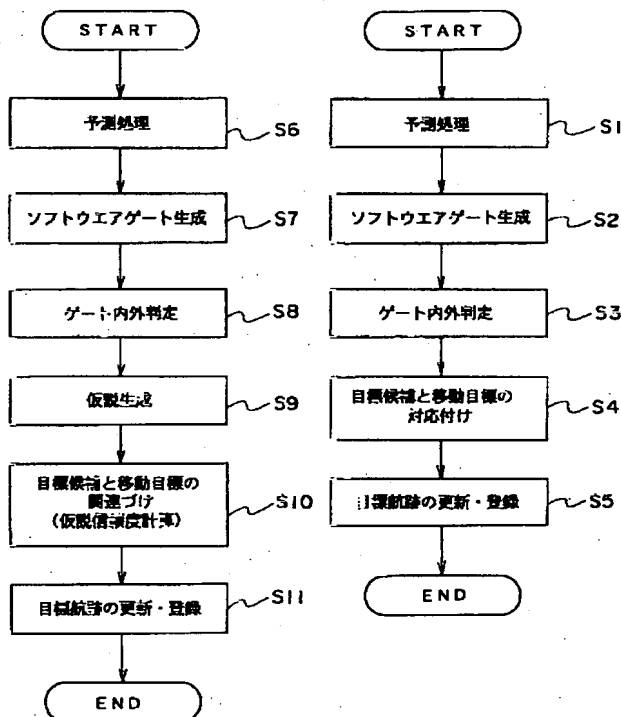 START
予測処理
S6
ソフトウエアゲート生成
S7
ゲート内外判定
S8
仮説生成
S9
目標候補と移動目標の
関連づけ
(仮説信頼度計算)
S10
目標航跡の更新・登録
S11
END
START
予測処理
S1
ソフトウエアゲート生成
S2
ゲート内外判定
S3
目標候補と移動目標の
対応付け
S4
目標航跡の更新・登録
S5
END